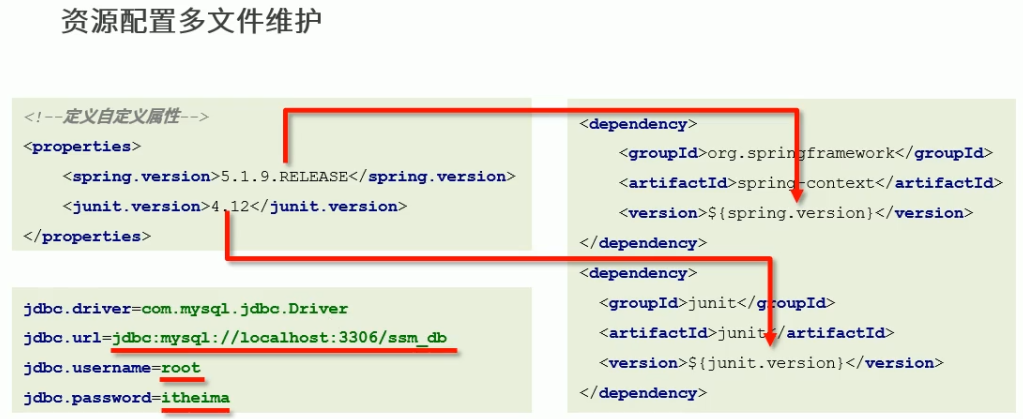 资源配置多文件维护
<!--定义自定义属性-->
<properties>
<spring.version>5.1.9.RELEASE</spring.version>
<junit.version>4.12</junit.version>
</properties>
jdbc.driver=com.mysql.jdbc.Driver
jdbc.url=jdbc:mysql://localhost:3306/ssm_db
jdbc.username=root
jdbc.password=itheima
<dependency>
<groupId>org.springframework</groupId>
<artifactId>spring-context</artifactId>
<version>${spring.version}</version>
</dependency>
<dependency>
<groupId>junit</groupId>
<artifactId>junit</artifactId>
<version>${junit.version}</version>
</dependency>